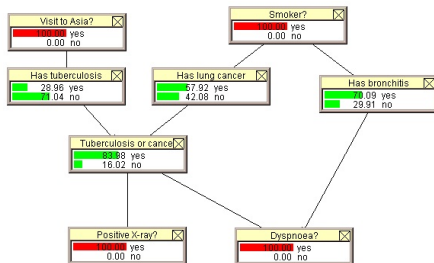 Visit to Asia?
100.00 yes
0.00 no
Smoker?
100.00 yes
0.00 no
Has tuberculosis
28.96 yes
71.04 no
Has lung cancer
57.92 yes
42.08 no
Has bronchitis
70.09 yes
29.91 no
Tuberculosis or cance
83.98 yes
16.02 no
Positive X-ray?
100.00 yes
0.00 no
Dyspnoea?
100.00 yes
0.00 no